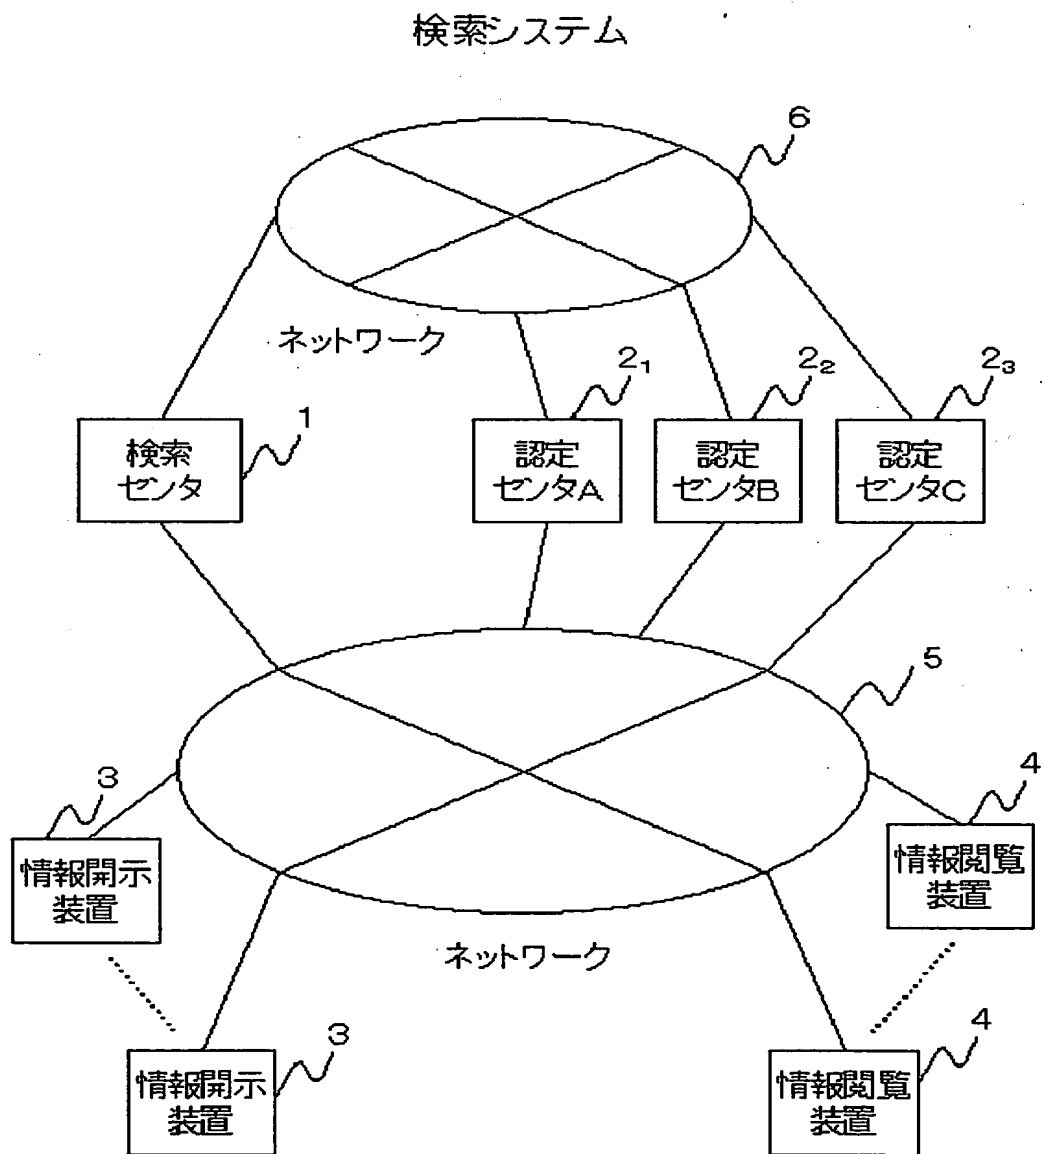 検索システム
6
ネットワーク
1
2₁
2₂
2₃
検索
センタ
認定
センタA
認定
センタB
認定
センタC
5
3
4
情報開示
装置
情報閲覧
装置
ネットワーク
3
4
情報開示
装置
情報閲覧
装置